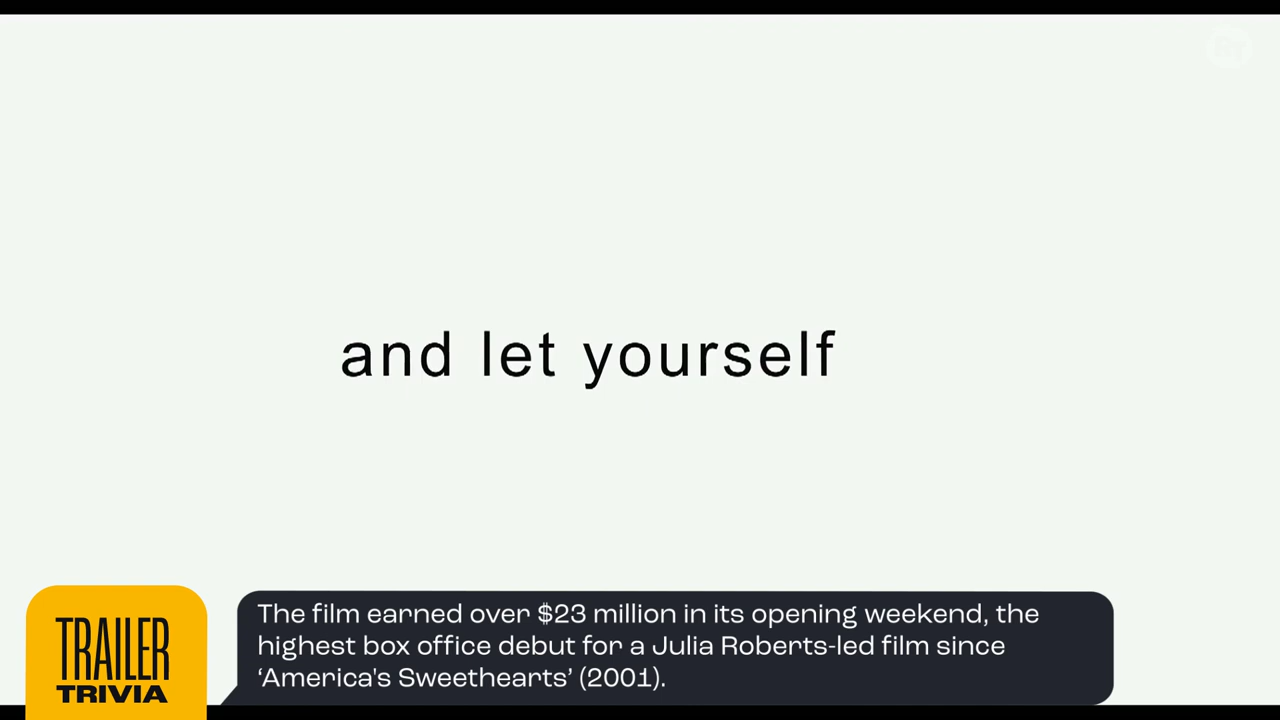 and let yourself
TRAILER
TRIVIA
The film earned over $23 million in its opening weekend, the
highest box office debut for a Julia Roberts-led film since
‘America's Sweethearts’ (2001).